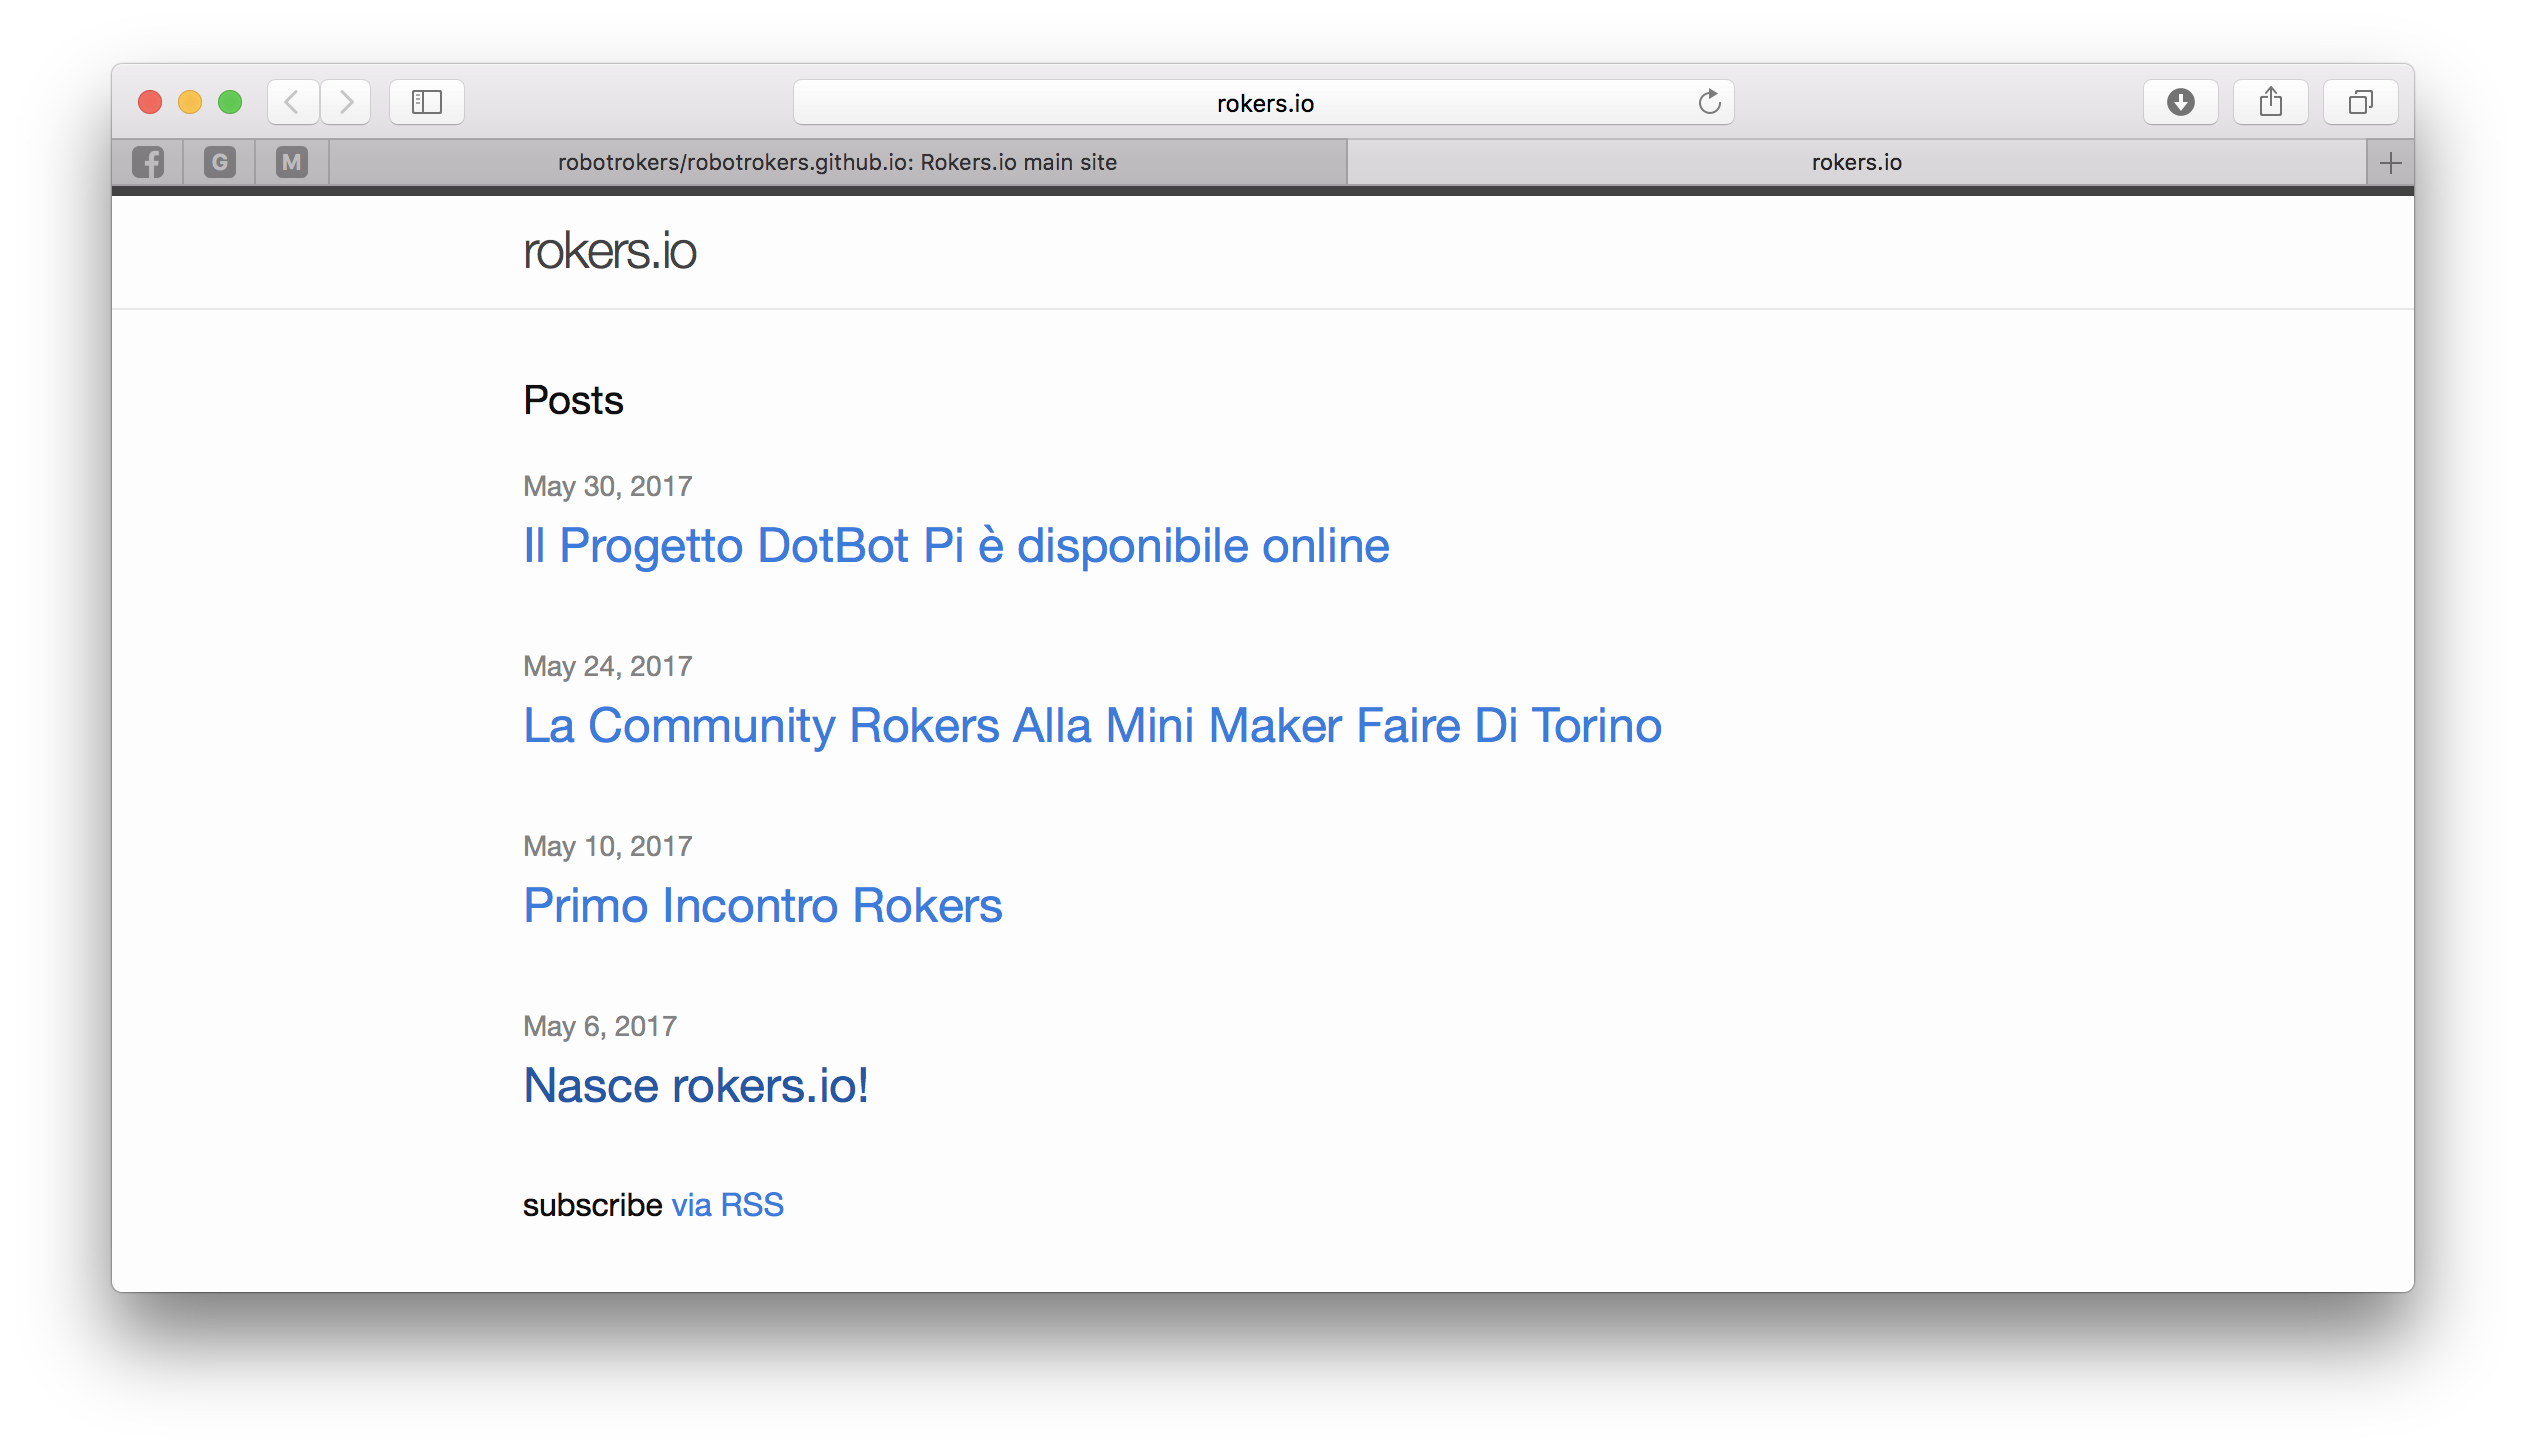 rokers.io
G
M
robotrokers/robotrokers.github.io: Rokers.io main site
rokers.io
rokers.io
Posts
May 30, 2017
Il Progetto DotBot Pi è disponibile online
May 24, 2017
La Community Rokers Alla Mini Maker Faire Di Torino
May 10, 2017
Primo Incontro Rokers
May 6, 2017
Nasce rokers.io!
subscribe via RSS